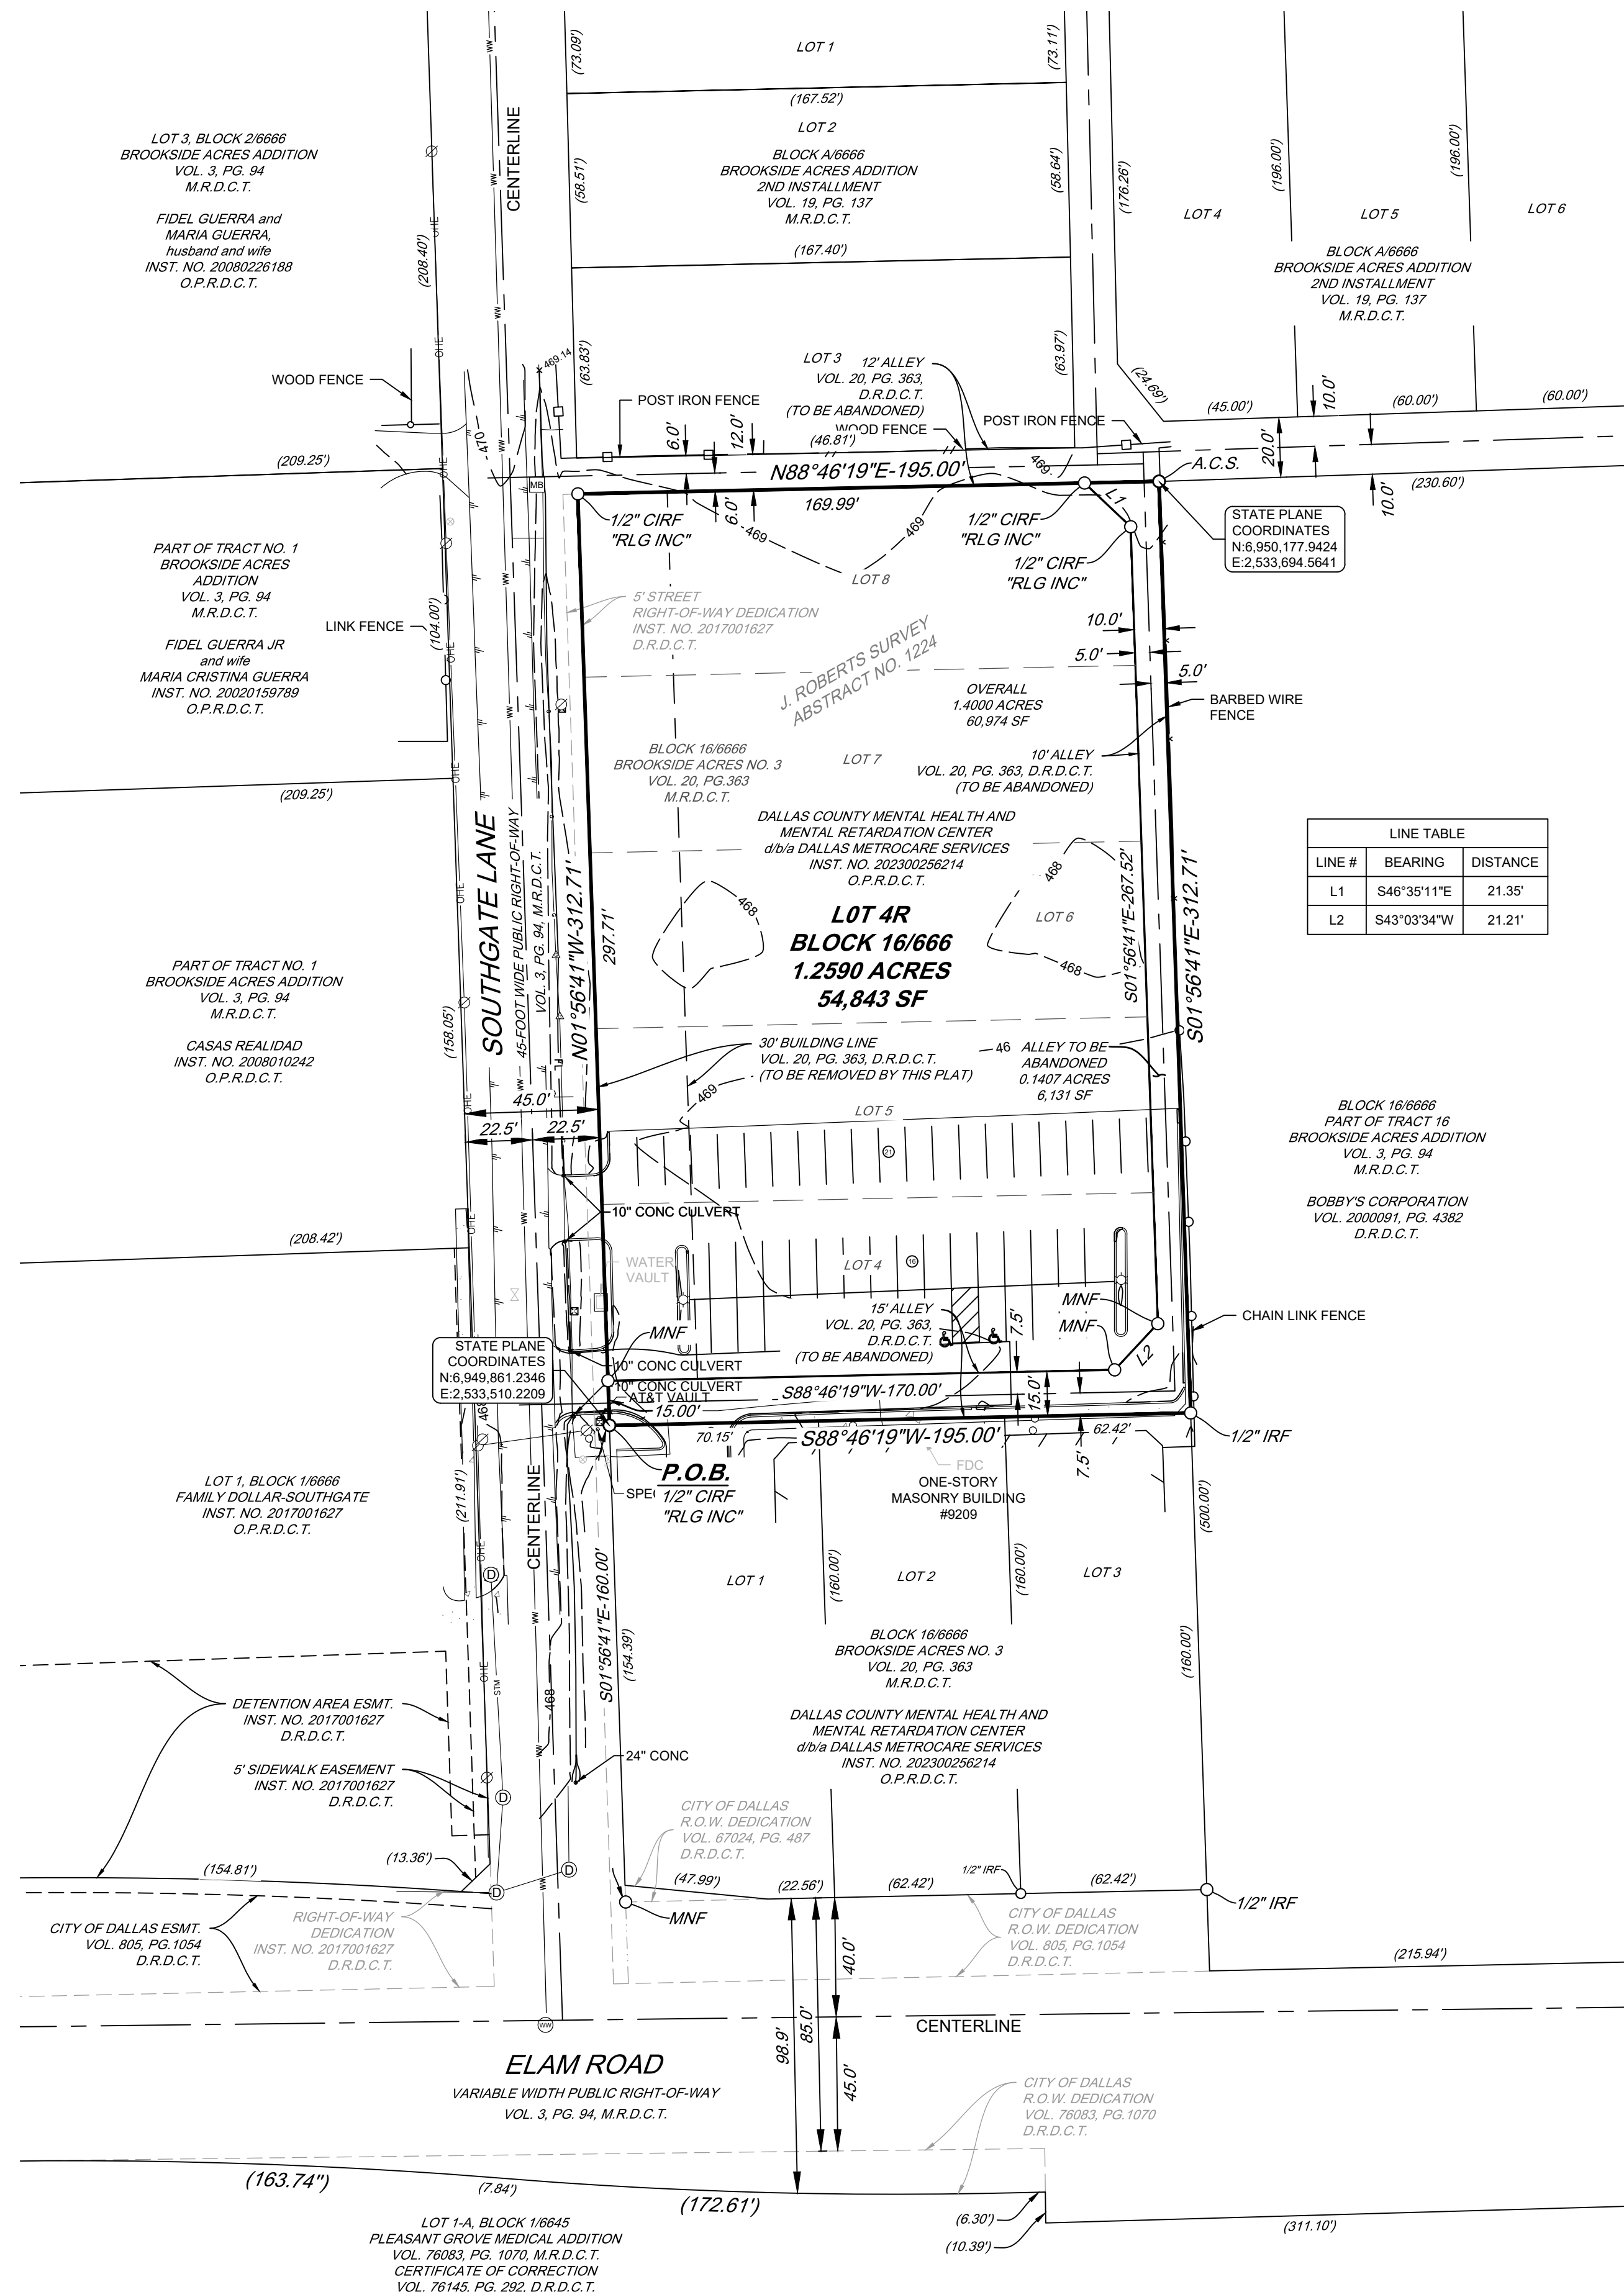 LOT 1
(73.09')
(73.11')
(167.52')
LOT 2
BLOCK A/6666
BROOKSIDE ACRES ADDITION
2ND INSTALLMENT
VOL. 19, PG. 137
M.R.D.C.T.
(58.51')
(58.64')
(167.40')
CENTERLINE
LOT 3, BLOCK 2/6666
BROOKSIDE ACRES ADDITION
VOL. 3, PG. 94
M.R.D.C.T.
FIDEL GUERRA and
MARIA GUERRA,
husband and wife
INST. NO. 20080226188
O.P.R.D.C.T.
(208.40')
(176.26')
(196.00')
(196.00')
LOT 4
LOT 5
LOT 6
BLOCK A/6666
BROOKSIDE ACRES ADDITION
2ND INSTALLMENT
VOL. 19, PG. 137
M.R.D.C.T.
WOOD FENCE
469.14
(63.83')
(63.97')
LOT 3
12' ALLEY
VOL. 20, PG. 363,
D.R.D.C.T.
(TO BE ABANDONED)
WOOD FENCE
(46.81')
POST IRON FENCE
POST IRON FENCE
(24.69')
(45.00')
(60.00')
(60.00')
10.0'
20.0'
10.0'
(230.60')
(209.25')
470
MB
6.0'
12.0'
6.0'
N88°46'19"E-195.00'
169.99'
469
469
469
L1
A.C.S.
STATE PLANE
COORDINATES
N:6,950,177.9424
E:2,533,694.5641
1/2" CIRF
"RLG INC"
1/2" CIRF
"RLG INC"
1/2" CIRF
"RLG INC"
LOT 8
PART OF TRACT NO. 1
BROOKSIDE ACRES
ADDITION
VOL. 3, PG. 94
M.R.D.C.T.
FIDEL GUERRA JR
and wife
MARIA CRISTINA GUERRA
INST. NO. 20020159789
O.P.R.D.C.T.
LINK FENCE
(104.00')
5' STREET
RIGHT-OF-WAY DEDICATION
INST. NO. 2017001627
D.R.D.C.T.
J. ROBERTS SURVEY
ABSTRACT NO. 1224
10.0'
5.0'
5.0'
OVERALL
1.4000 ACRES
60,974 SF
BARBED WIRE
FENCE
BLOCK 16/6666
BROOKSIDE ACRES NO. 3
VOL. 20, PG.363
M.R.D.C.T.
LOT 7
10' ALLEY
VOL. 20, PG. 363, D.R.D.C.T.
(TO BE ABANDONED)
(209.25')
DALLAS COUNTY MENTAL HEALTH AND
MENTAL RETARDATION CENTER
d/b/a DALLAS METROCARE SERVICES
INST. NO. 202300256214
O.P.R.D.C.T.
LINE TABLE
LINE # BEARING DISTANCE
L1 S46°35'11"E 21.35'
L2 S43°03'34"W 21.21'
SOUTHGATE LANE
45-FOOT WIDE PUBLIC RIGHT-OF-WAY
VOL. 3, PG. 94, M.R.D.C.T.
N01°56'41"W-312.71'
297.71'
468
468
468
L0T 4R
BLOCK 16/666
1.2590 ACRES
54,843 SF
LOT 6
S01°56'41"E-267.52'
S01°56'41"E-312.71'
PART OF TRACT NO. 1
BROOKSIDE ACRES ADDITION
VOL. 3, PG. 94
M.R.D.C.T.
CASAS REALIDAD
INST. NO. 2008010242
O.P.R.D.C.T.
(158.05')
30' BUILDING LINE
VOL. 20, PG. 363, D.R.D.C.T.
(TO BE REMOVED BY THIS PLAT)
46
ALLEY TO BE
ABANDONED
0.1407 ACRES
6,131 SF
469
45.0'
22.5'
22.5'
LOT 5
21
BLOCK 16/6666
PART OF TRACT 16
BROOKSIDE ACRES ADDITION
VOL. 3, PG. 94
M.R.D.C.T.
BOBBY'S CORPORATION
VOL. 2000091, PG. 4382
D.R.D.C.T.
10" CONC CULVERT
(208.42')
WATER
VAULT
LOT 4
16
15' ALLEY
VOL. 20, PG. 363,
D.R.D.C.T.
(TO BE ABANDONED)
7.5'
MNF
MNF
CHAIN LINK FENCE
MNF
STATE PLANE
COORDINATES
N:6,949,861.2346
E:2,533,510.2209
10" CONC CULVERT
10" CONC CULVERT
AT&T VAULT
15.00'
S88°46'19"W-170.00'
L2
15.0'
70.15'
S88°46'19"W-195.00'
62.42'
7.5'
1/2" IRF
468
P.O.B.
1/2" CIRF
"RLG INC"
FDC
ONE-STORY
MASONRY BUILDING
#9209
LOT 1, BLOCK 1/6666
FAMILY DOLLAR-SOUTHGATE
INST. NO. 2017001627
O.P.R.D.C.T.
(211.91')
CENTERLINE
S01°56'41"E-160.00'
(154.39')
LOT 1
(160.00')
LOT 2
(160.00')
LOT 3
(500.00')
(160.00')
BLOCK 16/6666
BROOKSIDE ACRES NO. 3
VOL. 20, PG. 363
M.R.D.C.T.
DALLAS COUNTY MENTAL HEALTH AND
MENTAL RETARDATION CENTER
d/b/a DALLAS METROCARE SERVICES
INST. NO. 202300256214
O.P.R.D.C.T.
DETENTION AREA ESMT.
INST. NO. 2017001627
D.R.D.C.T.
5' SIDEWALK EASEMENT
INST. NO. 2017001627
D.R.D.C.T.
STM
468
24" CONC
CITY OF DALLAS
R.O.W. DEDICATION
VOL. 67024, PG. 487
D.R.D.C.T.
(154.81')
(13.36')
(47.99')
(22.56')
(62.42')
1/2" IRF
(62.42')
1/2" IRF
MNF
CITY OF DALLAS ESMT.
VOL. 805, PG.1054
D.R.D.C.T.
RIGHT-OF-WAY
DEDICATION
INST. NO. 2017001627
D.R.D.C.T.
CITY OF DALLAS
R.O.W. DEDICATION
VOL. 805, PG.1054
D.R.D.C.T.
(215.94')
40.0'
85.0'
98.9'
45.0'
CENTERLINE
ELAM ROAD
VARIABLE WIDTH PUBLIC RIGHT-OF-WAY
VOL. 3, PG. 94, M.R.D.C.T.
CITY OF DALLAS
R.O.W. DEDICATION
VOL. 76083, PG.1070
D.R.D.C.T.
(163.74")
(7.84')
(172.61')
(6.30')
(10.39')
(311.10')
LOT 1-A, BLOCK 1/6645
PLEASANT GROVE MEDICAL ADDITION
VOL. 76083, PG. 1070, M.R.D.C.T.
CERTIFICATE OF CORRECTION
VOL. 76145, PG. 292, D.R.D.C.T.